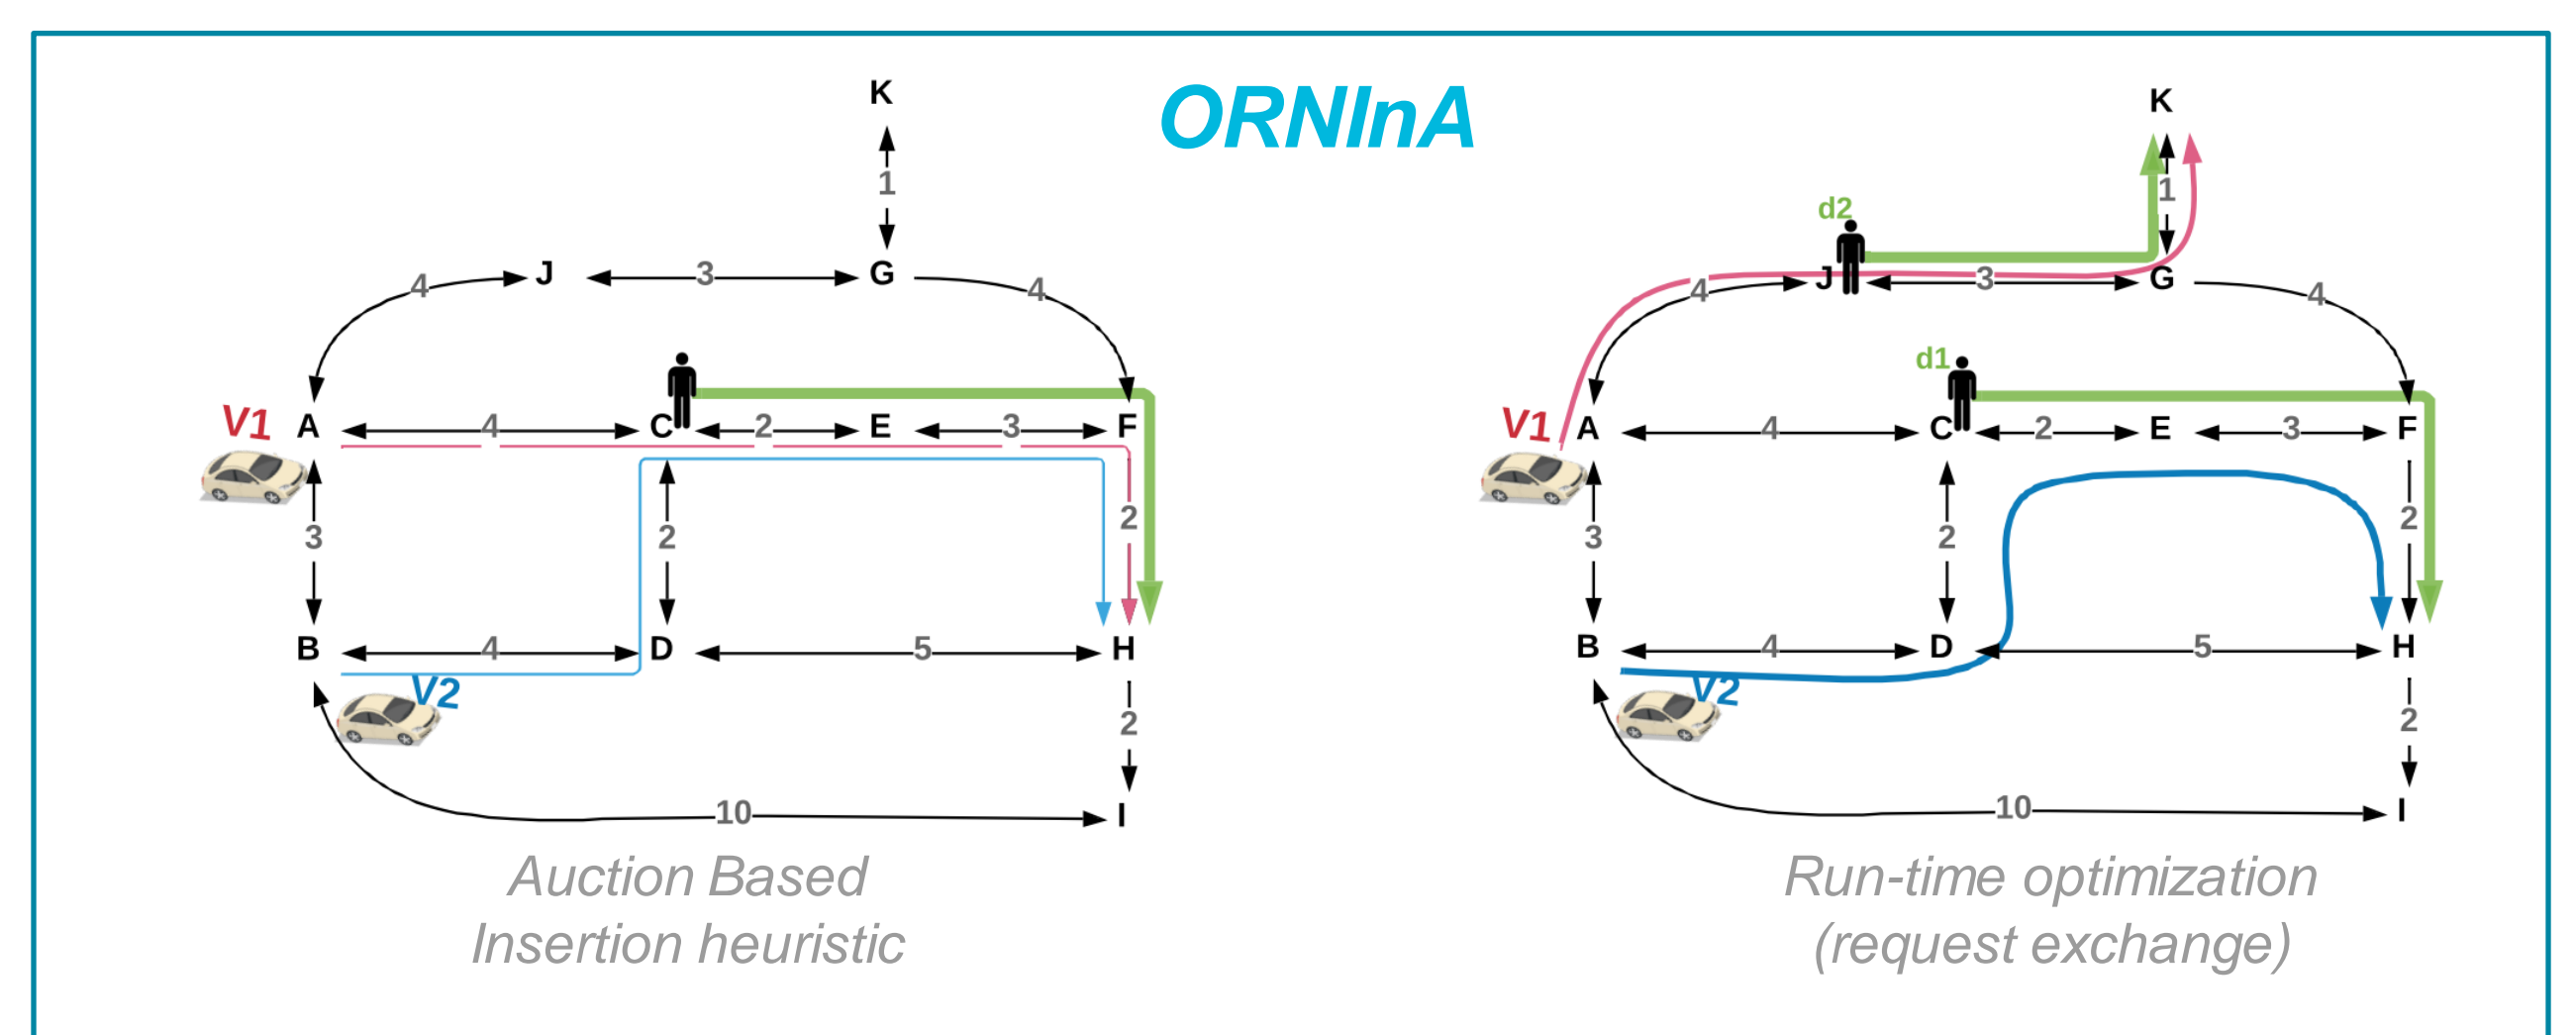 ORNInA
K
1
J
3
G
4
4
V1
A
4
C
2
E
3
F
3
2
2
B
4
D
5
H
V2
2
10
I
Auction Based
Insertion heuristic
K
1
d2
J
3
G
4
4
d1
V1
A
4
C
2
E
3
F
3
2
2
B
4
D
5
H
V2
2
10
I
Run-time optimization
(request exchange)